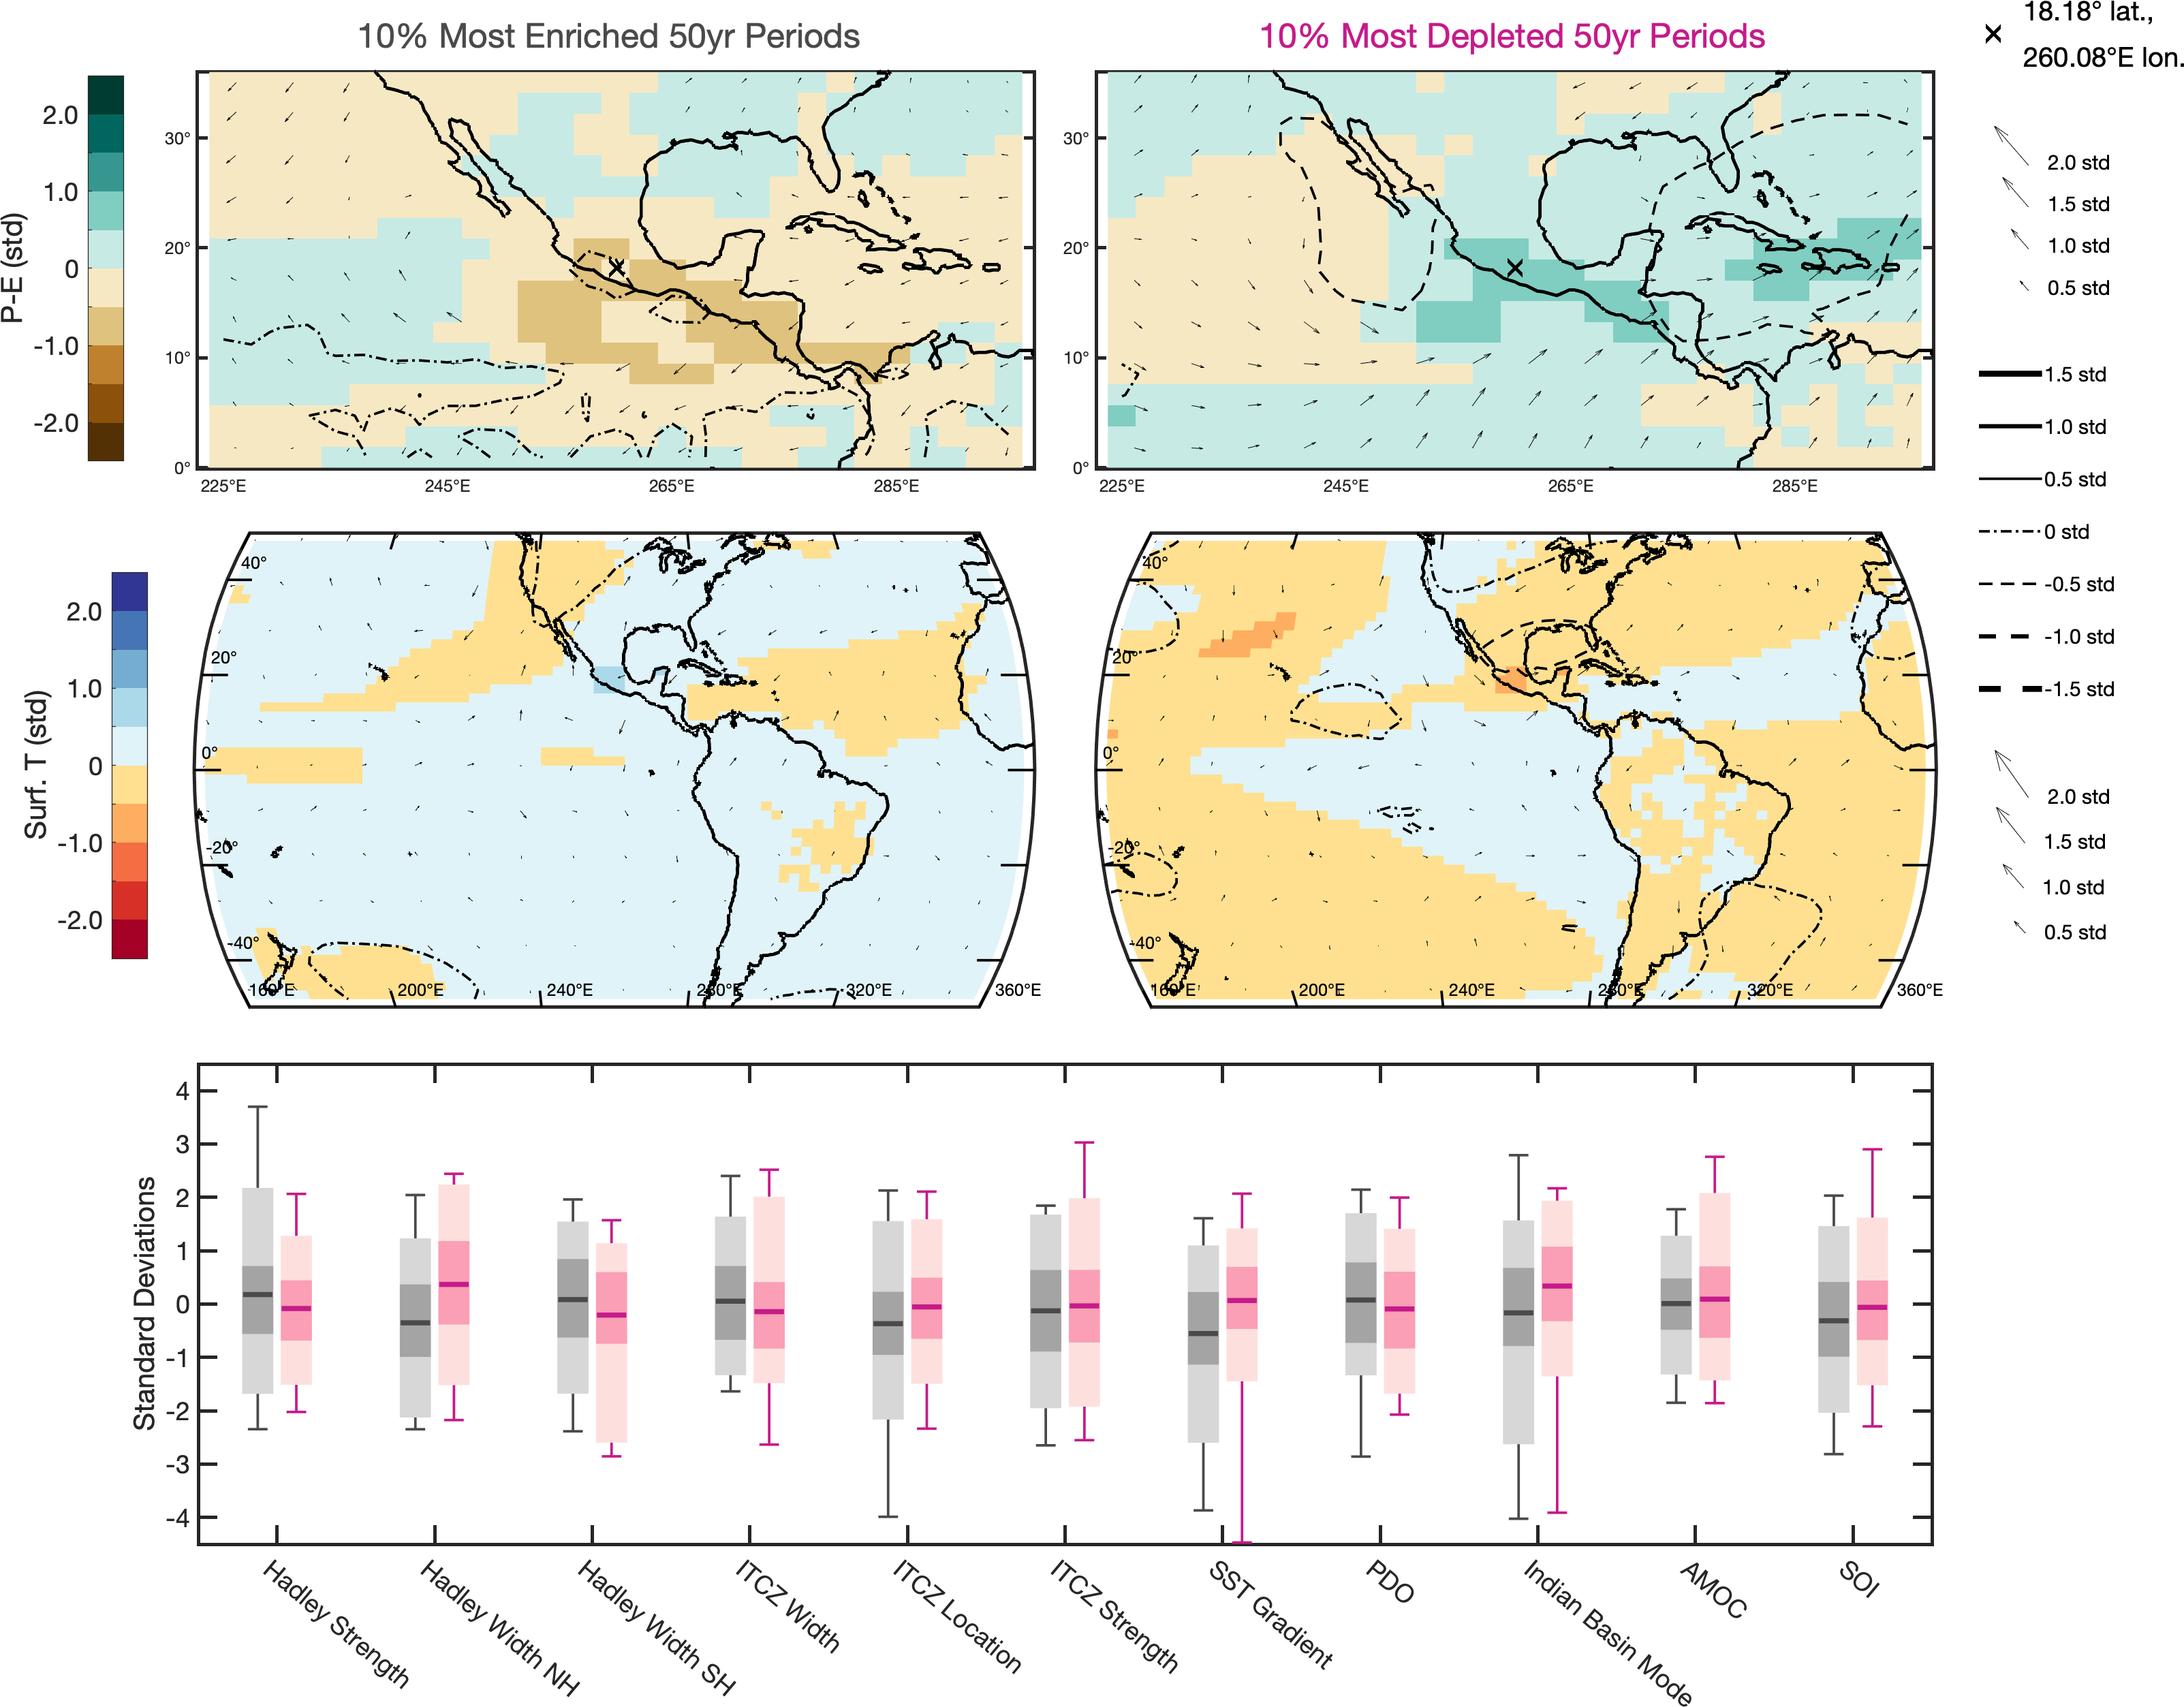 10% Most Enriched 50yr Periods
10% Most Depleted 50yr Periods
18.18° lat.,
260.08°E lon.
P-E (std)
2.0
1.0
0
-1.0
-2.0
30°
20°
10°
0°
225°E 245°E 265°E 285°E
30°
20°
10°
0°
225°E 245°E 265°E 285°E
2.0 std
1.5 std
1.0 std
0.5 std
1.5 std
1.0 std
0.5 std
0 std
-0.5 std
-1.0 std
-1.5 std
Surf. T (std)
2.0
1.0
0
-1.0
-2.0
40°
20°
0°
-20°
-40°
160°E 200°E 240°E 280°E 320°E 360°E
40°
20°
0°
-20°
-40°
160°E 200°E 240°E 280°E 320°E 360°E
2.0 std
1.5 std
1.0 std
0.5 std
Standard Deviations
4
3
2
1
0
-1
-2
-3
-4
Hadley Strength
Hadley Width NH
Hadley Width SH
ITCZ Width
ITCZ Location
ITCZ Strength
SST Gradient
PDO
Indian Basin Mode
AMOC
SOI